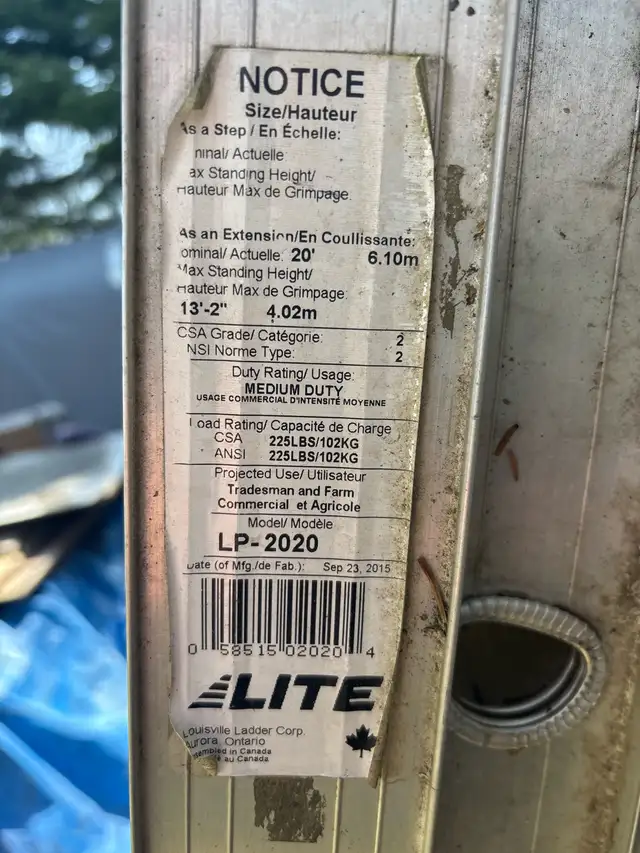 NOTICE
Size/Hauteur
As a Step / En Échelle:
minal/ Actuelle
ax Standing Height/
Hauteur Max de Grimpage
As an Extension/En Coullissante:
ominal/ Actuelle: 20' 6.10m
Max Standing Height/
Hauteur Max de Grimpage:
13'-2" 4.02m
CSA Grade/ Catégorie: 2
NSI Norme Type: 2
Duty Rating/ Usage:
MEDIUM DUTY
USAGE COMMERCIAL D'INTENSITÉ MOYENNE
Load Rating/ Capacité de Charge
CSA 225LBS/102KG
ANSI 225LBS/102KG
Projected Use/ Utilisateur
Tradesman and Farm
Commercial et Agricole
Model/ Modèle
LP-2020
Date (of Mfg./de Fab.): Sep 23, 2015
0 58515 02020 4
LITE
Louisville Ladder Corp.
Aurora, Ontario
sembled in Canada
é au Canada